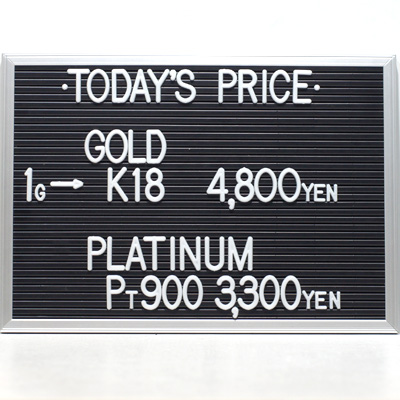 ·TODAY'S PRICE·
GOLD
1G→ K18 4,800YEN
PLATINUM
PT900 3,300YEN